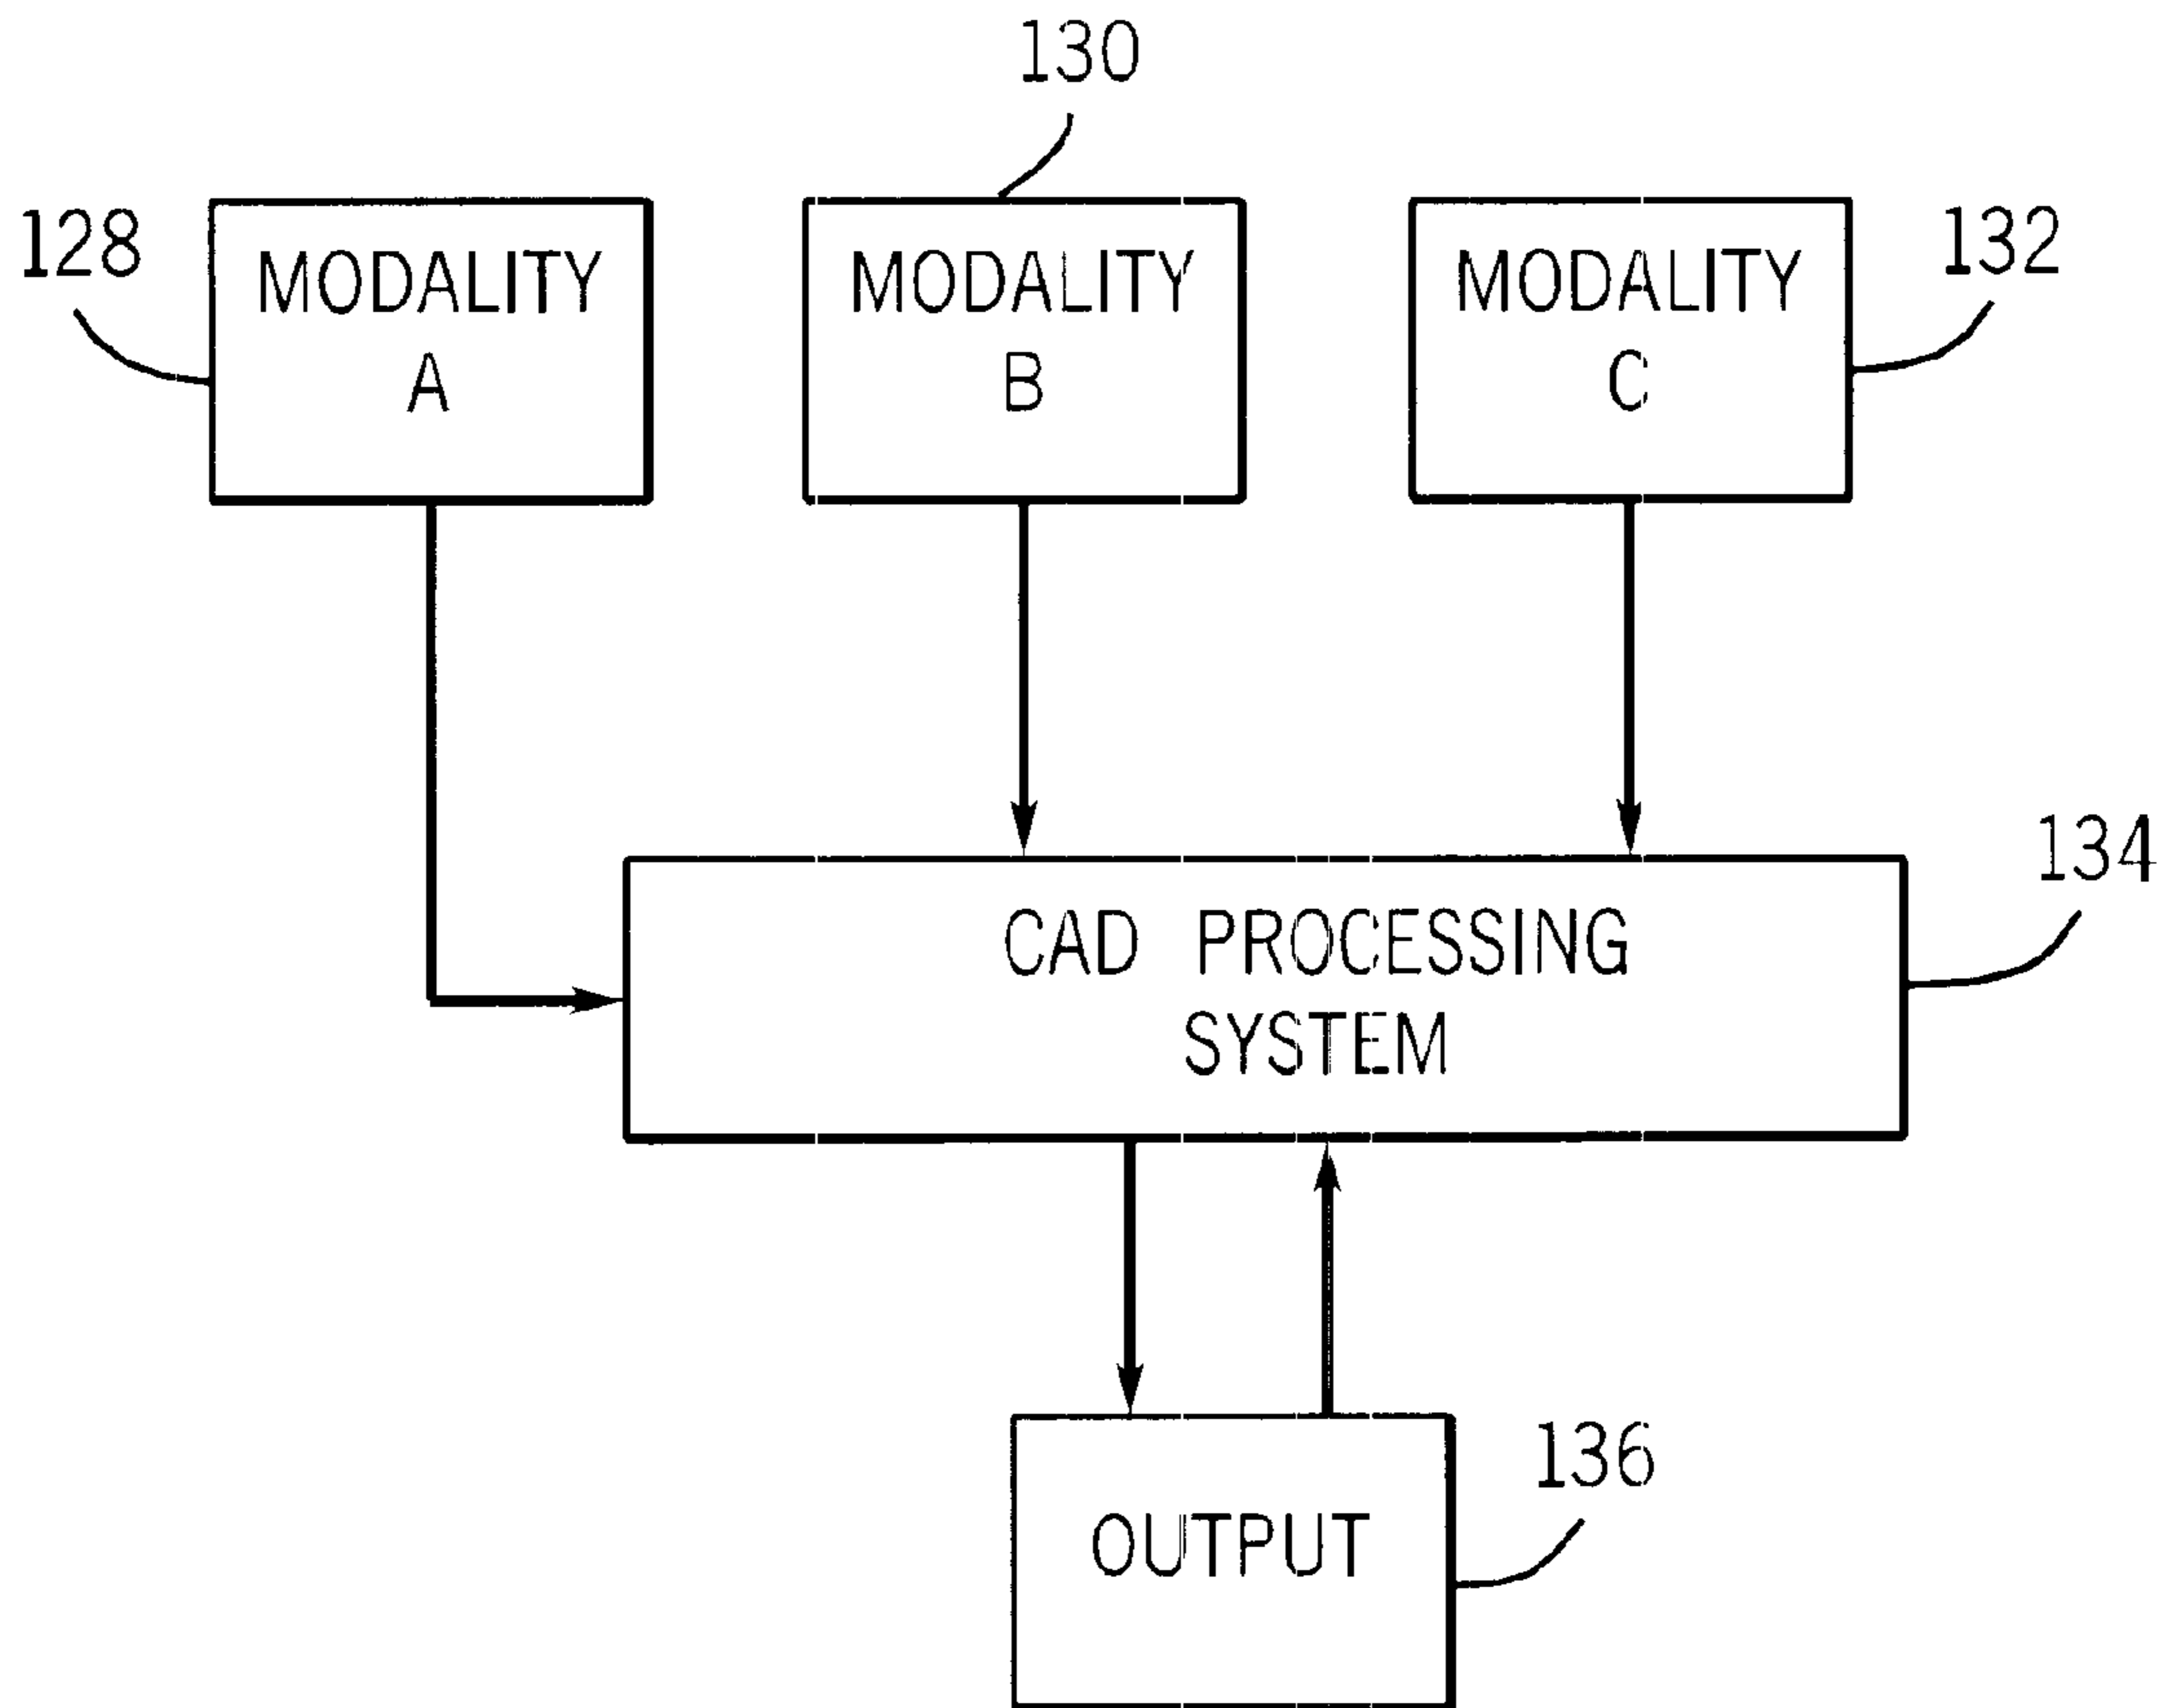 130
128
MODALITY
A
MODALITY
B
MODALITY
C
132
134
CAD PROCESSING
SYSTEM
136
OUTPUT